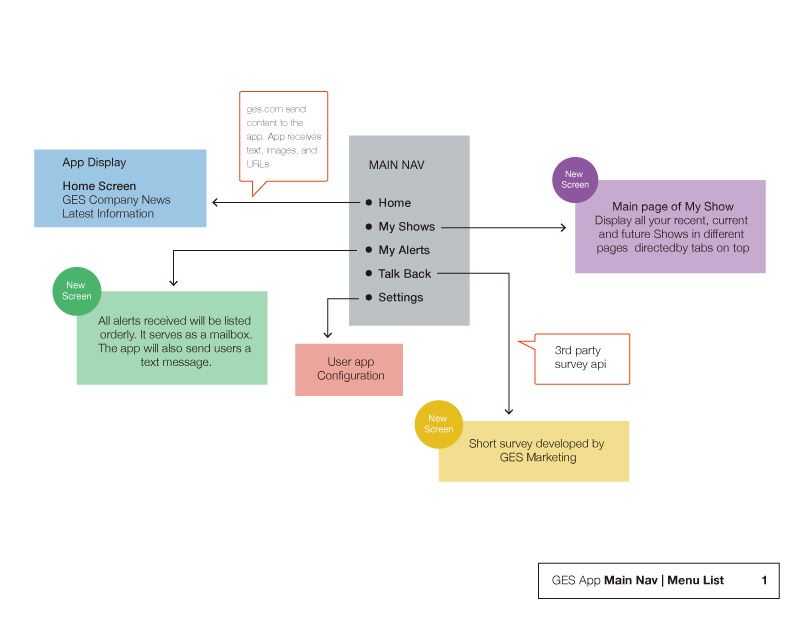 ges.com send
content to the
app. App receives
text, images, and
URLs
App Display
Home Screen
GES Company News
Latest Information
MAIN NAV
Home
My Shows
My Alerts
Talk Back
Settings
New
Screen
Main page of My Show
Display all your recent, current
and future Shows in different
pages directedby tabs on top
New
Screen
All alerts received will be listed
orderly. It serves as a mailbox.
The app will also send users a
text message.
User app
Configuration
3rd party
survey api
New
Screen
Short survey developed by
GES Marketing
GES App Main Nav | Menu List 1